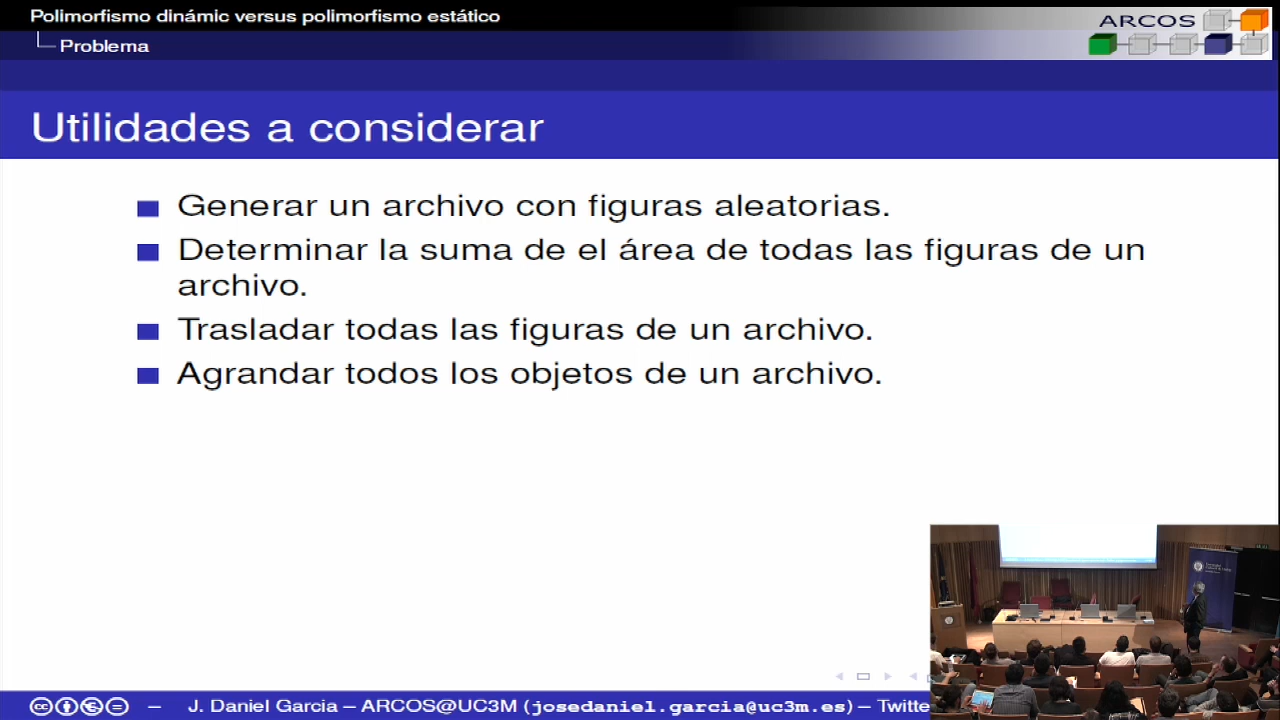 Polimorfismo dinámic versus polimorfismo estático
Problema
ARCOS
Utilidades a considerar
Generar un archivo con figuras aleatorias.
Determinar la suma de el área de todas las figuras de un
archivo.
Trasladar todas las figuras de un archivo.
Agrandar todos los objetos de un archivo.
cc – J. Daniel Garcia – ARCOS@UC3M (josedaniel.garcia@uc3m.es) – Twitte